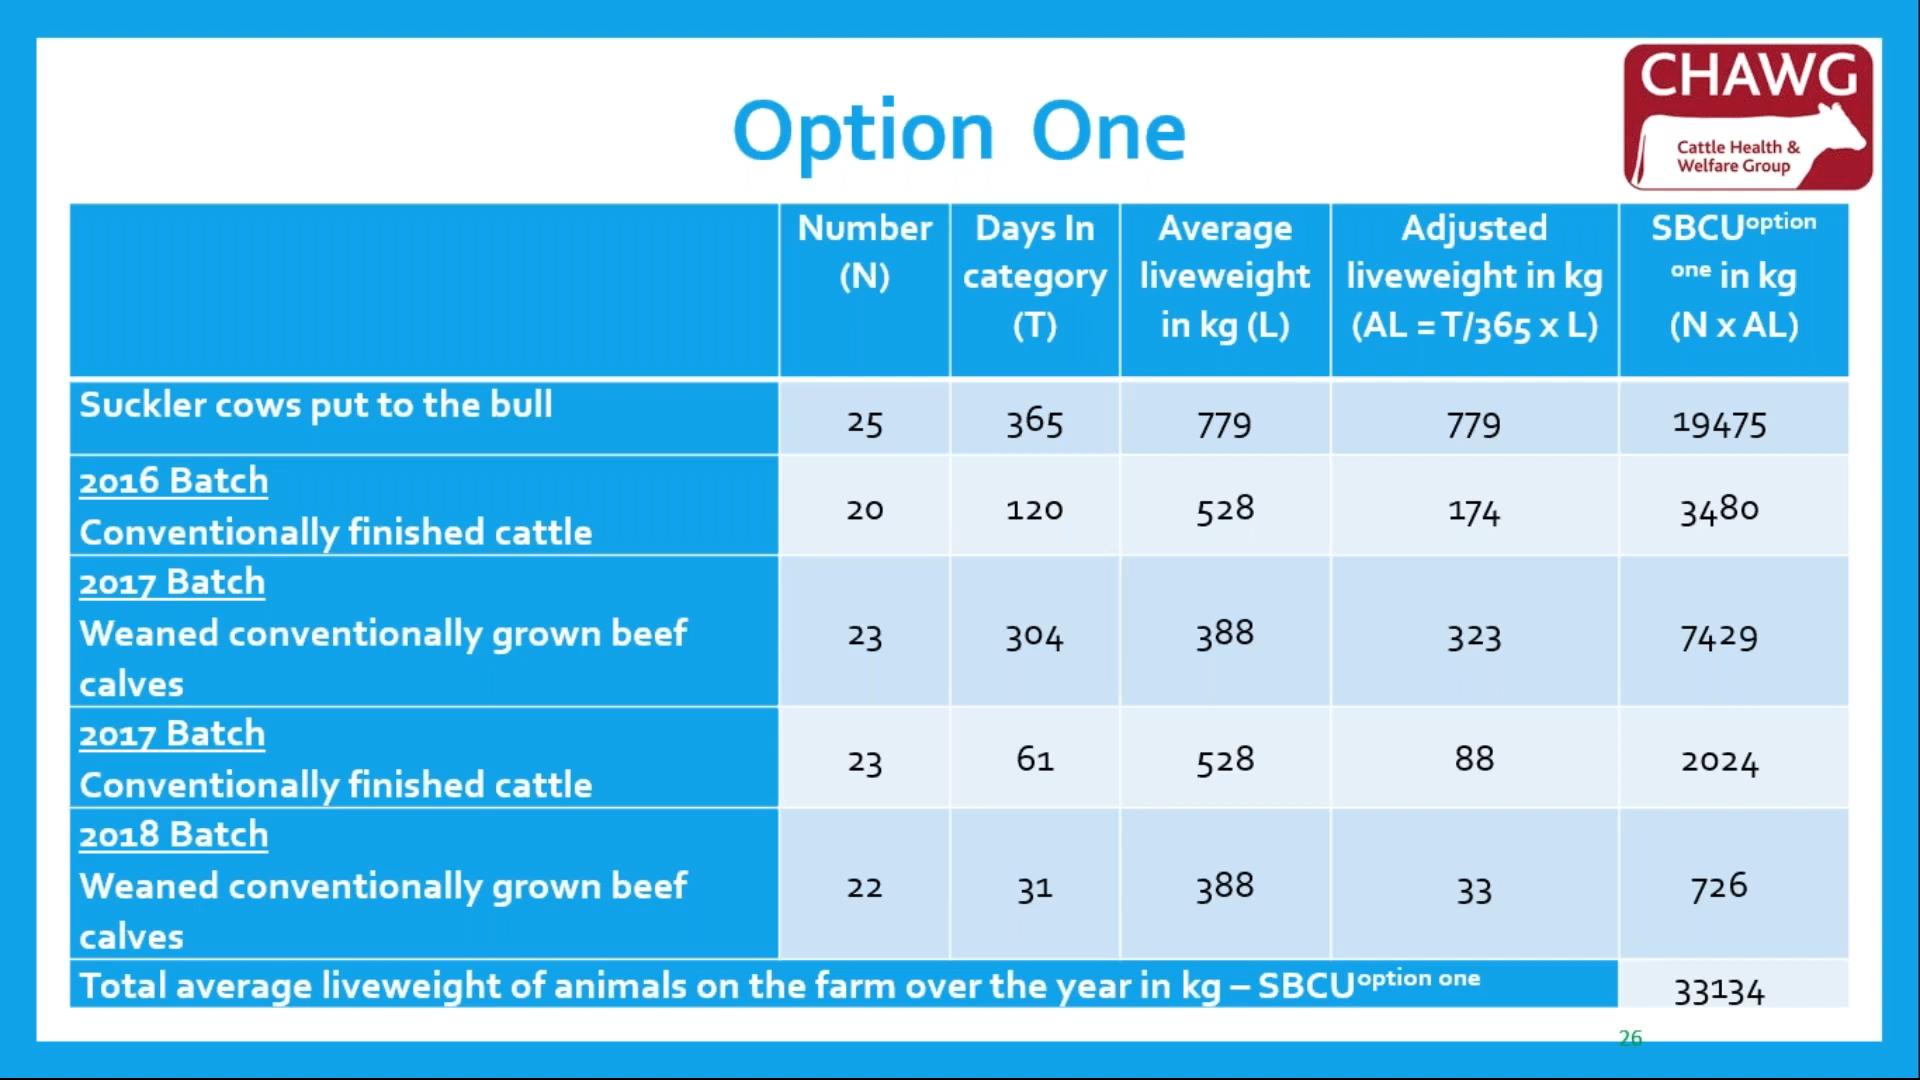 CHAWG
Cattle Health &
Welfare Group
Option One
Number
(N)
Days In
category
(T)
Average
liveweight
in kg (L)
Adjusted
liveweight in kg
(AL = T/365 x L)
SBCUoption
one in kg
(N x AL)
Suckler cows put to the bull
25 365 779 779 19475
2016 Batch
Conventionally finished cattle
20 120 528 174 3480
2017 Batch
Weaned conventionally grown beef
calves
23 304 388 323 7429
2017 Batch
Conventionally finished cattle
23 61 528 88 2024
2018 Batch
Weaned conventionally grown beef
calves
22 31 388 33 726
Total average liveweight of animals on the farm over the year in kg – SBCUoption one 33134
26